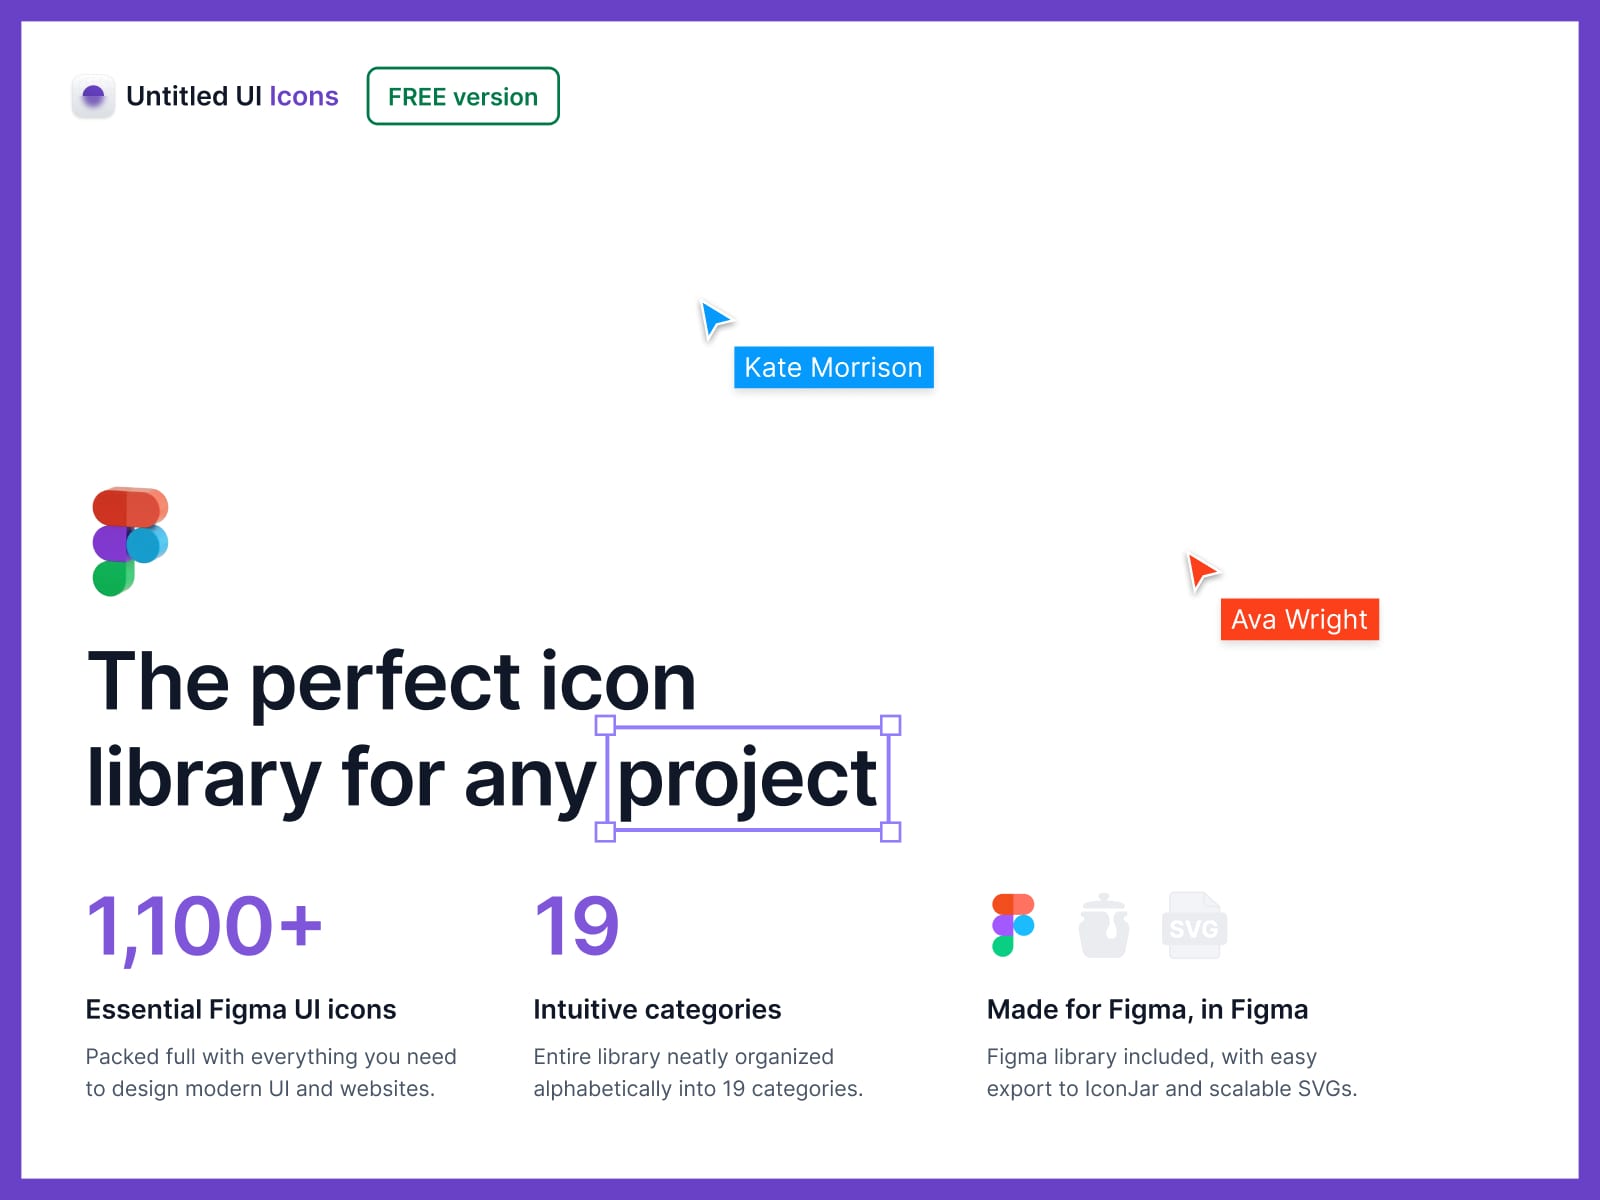 Untitled UI Icons
FREE version
Kate Morrison
Ava Wright
The perfect icon
library for any project
1,100+
Essential Figma UI icons
Packed full with everything you need
to design modern UI and websites.
19
Intuitive categories
Entire library neatly organized
alphabetically into 19 categories.
SVG
Made for Figma, in Figma
Figma library included, with easy
export to IconJar and scalable SVGs.